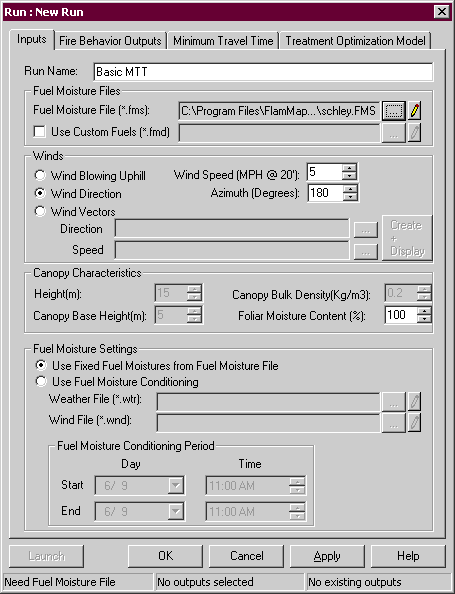 Run : New Run
Inputs Fire Behavior Outputs Minimum Travel Time Treatment Optimization Model
Run Name: Basic MTT
Fuel Moisture Files
Fuel Moisture File (*.fms): C:\Program Files\FlamMap...\schley.FMS ...
Use Custom Fuels (*.fmd) ...
Winds
Wind Blowing Uphill Wind Speed (MPH @ 20'): 5
Wind Direction Azimuth (Degrees): 180
Wind Vectors
Direction ... Create
+
Speed ... Display
Canopy Characteristics
Height(m): 15 Canopy Bulk Density(Kg/m3): 0.2
Canopy Base Height(m): 5 Foliar Moisture Content (%): 100
Fuel Moisture Settings
Use Fixed Fuel Moistures from Fuel Moisture File
Use Fuel Moisture Conditioning
Weather File (*.wtr): ...
Wind File (*.wnd): ...
Fuel Moisture Conditioning Period
Day Time
Start 6/ 9 11:00 AM
End 6/ 9 11:00 AM
Launch OK Cancel Apply Help
Need Fuel Moisture File No outputs selected No existing outputs